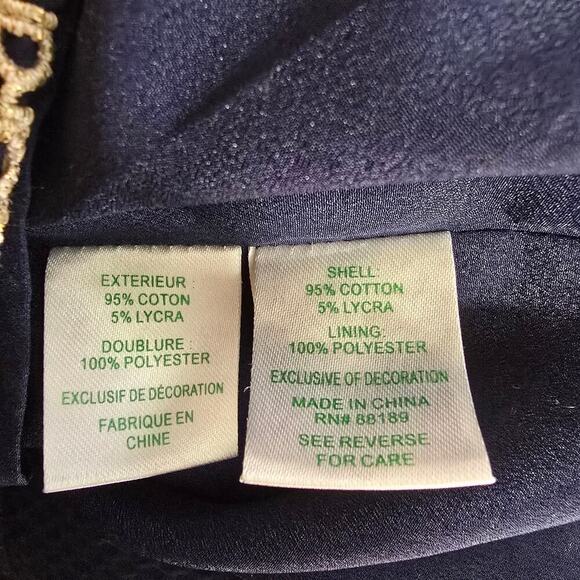 EXTERIEUR :
95% COTON
5% LYCRA
DOUBLURE :
100% POLYESTER
EXCLUSIF DE DÉCORATION
FABRIQUE EN
CHINE
SHELL:
95% COTTON
5% LYCRA
LINING:
100% POLYESTER
EXCLUSIVE OF DECORATION
MADE IN CHINA
RN# 88189
SEE REVERSE
FOR CARE